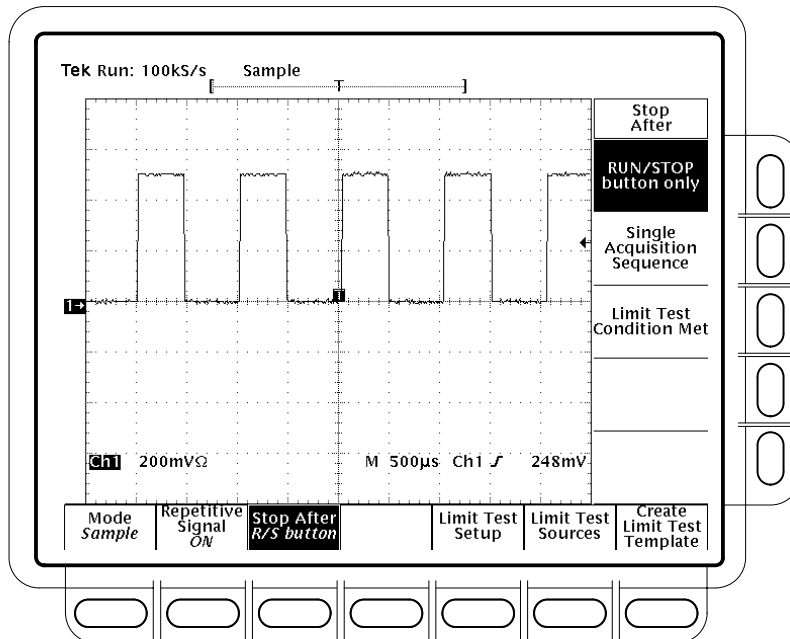 Tek Run: 100kS/s Sample
T
Stop
After
RUN/STOP
button only
Single
Acquisition
Sequence
Limit Test
Condition Met
T
1→
Ch1 200mVΩ M 500µs Ch1 ƒ 248mV
Mode
Sample
Repetitive
Signal
ON
Stop After
R/S button
Limit Test
Setup
Limit Test
Sources
Create
Limit Test
Template